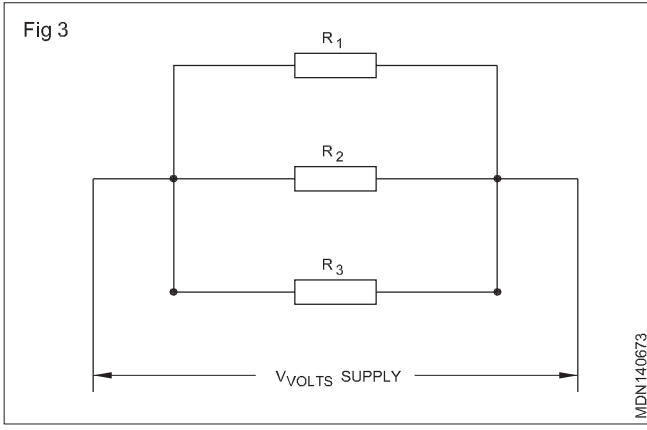 Fig 3
R1
R2
R3
VVOLTS SUPPLY
MDN140673